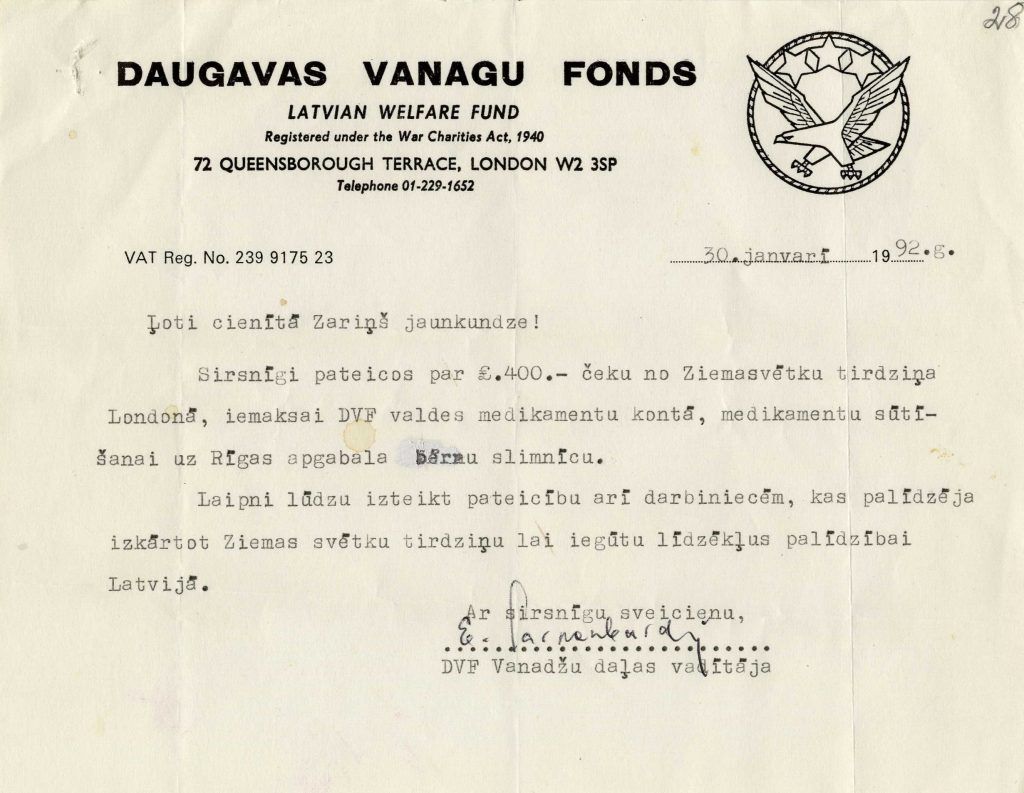 28
DAUGAVAS VANAGU FONDS
LATVIAN WELFARE FUND
Registered under the War Charities Act, 1940
72 QUEENSBOROUGH TERRACE, LONDON W2 3SP
Telephone 01-229-1652
VAT Reg. No. 239 9175 23
30.janvarī 1992.g.
Ļoti cienītā Zariņš jaunkundze!
Sirsnīgi pateicos par £.400.- čeku no Ziemasvētku tirdziņa
Londonā, iemaksai DVF valdes medikamentu kontā, medikamentu sūtī-
šanai uz Rīgas apgabala bērnu slimnīcu.
Laipni lūdzu izteikt pateicību arī darbiniecēm, kas palīdzēja
izkārtot Ziemas svētku tirdziņu lai iegūtu līdzēkļus palīdzībai
Latvijā.
Ar sirsnīgu sveicienu,
E.
DVF Vanadžu daļas vadītāja